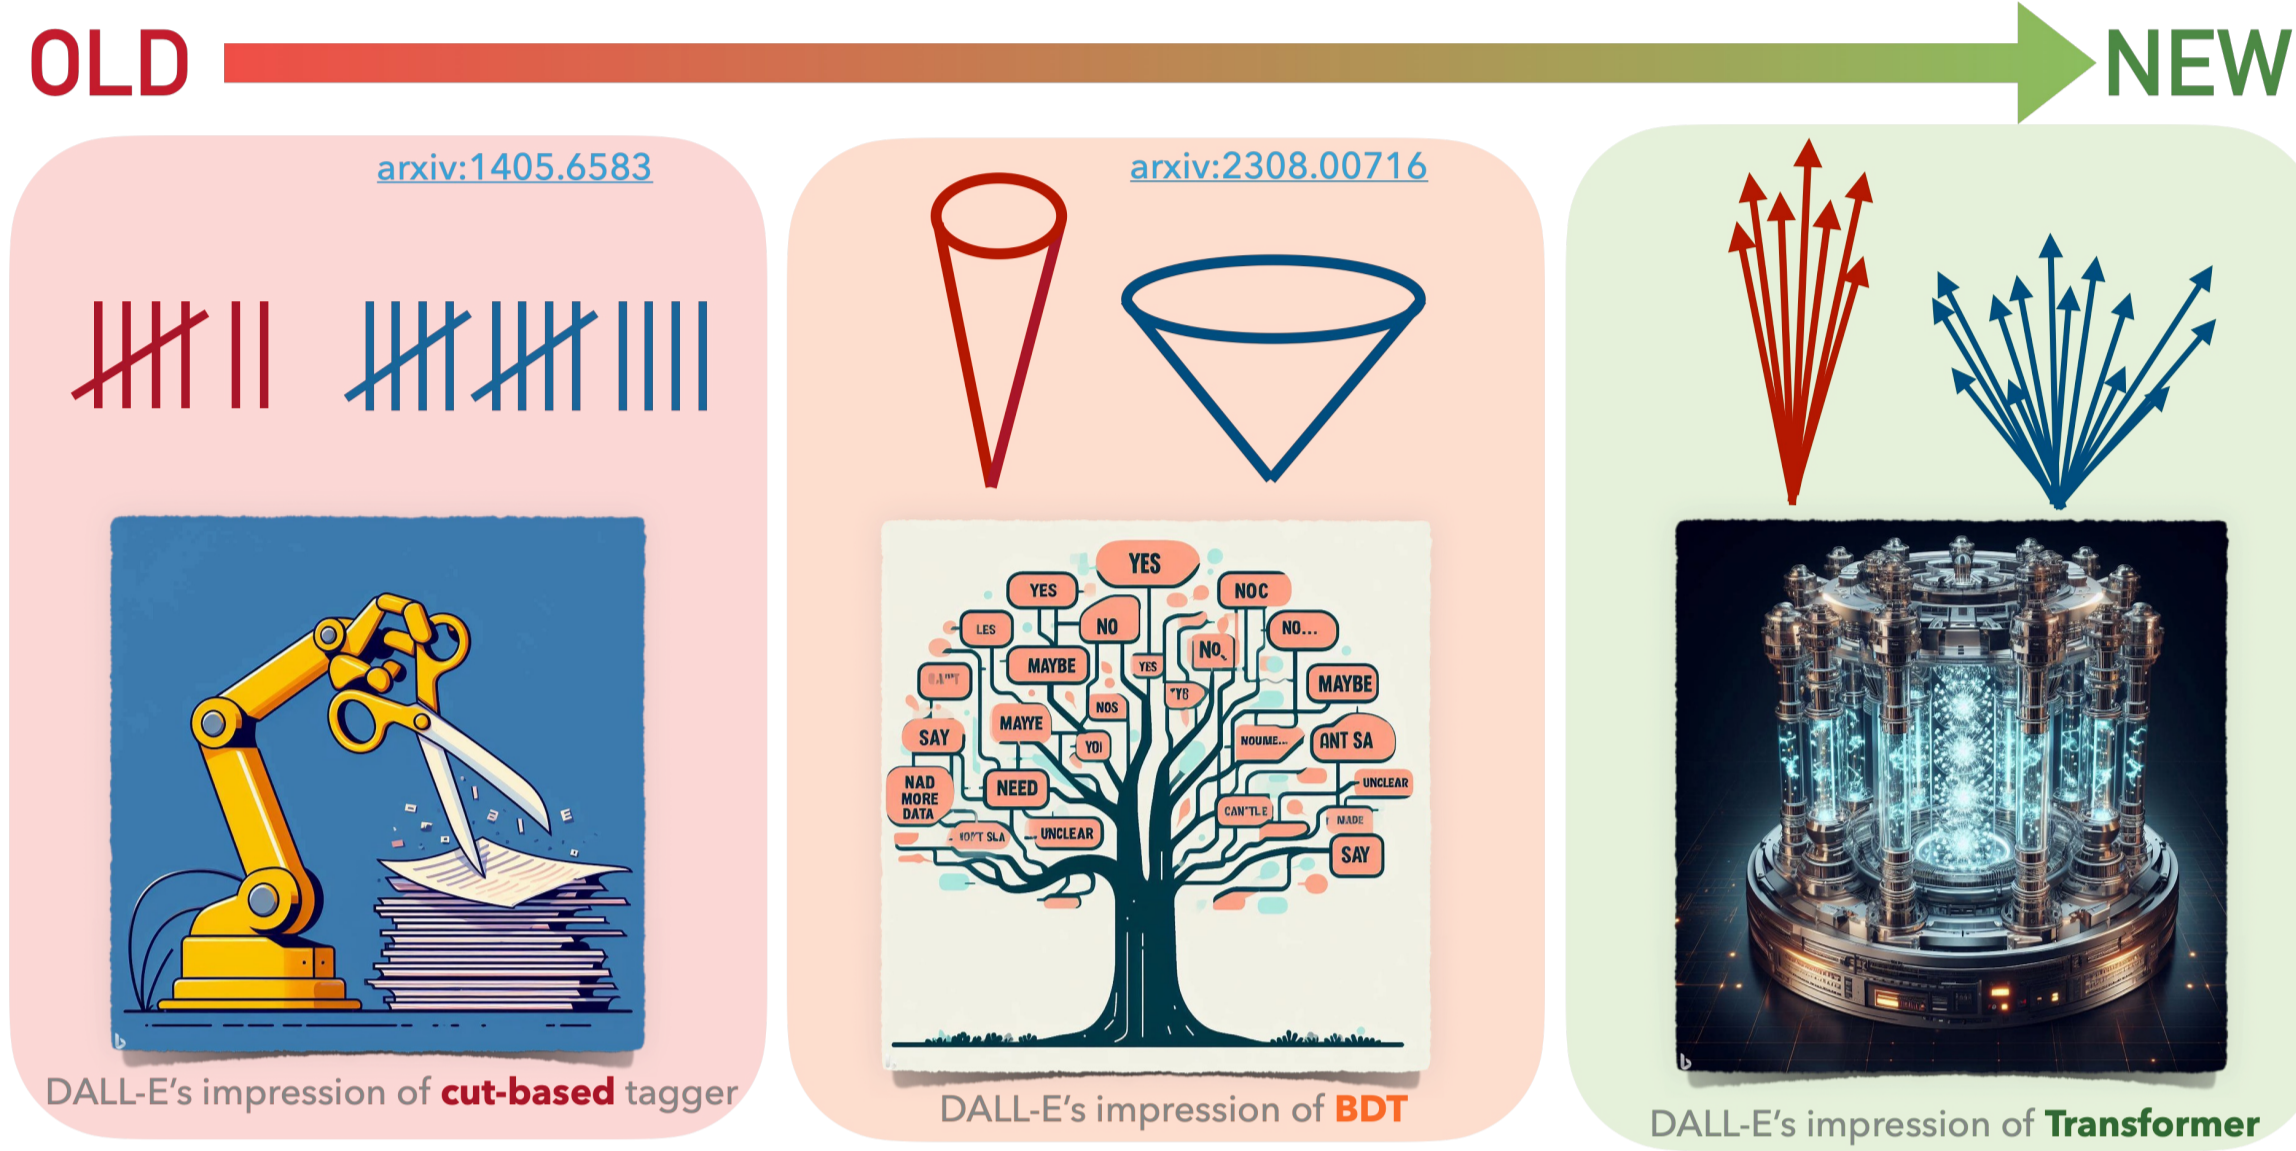 OLD
NEW
arxiv:1405.6583
arxiv:2308.00716
YES
YES
NOC
LES
NO
NO...
NO
MAYBE
YES
MAYBE
"YB
NOS
SAY
MAYYE
YOI
NOUME...
ANT SA
NAD
MORE
DATA
NEED
UNCLEAR
CAN"TLE
MADE
UNCLEAR
SAY
DALL-E's impression of cut-based tagger
DALL-E's impression of BDT
DALL-E's impression of Transformer